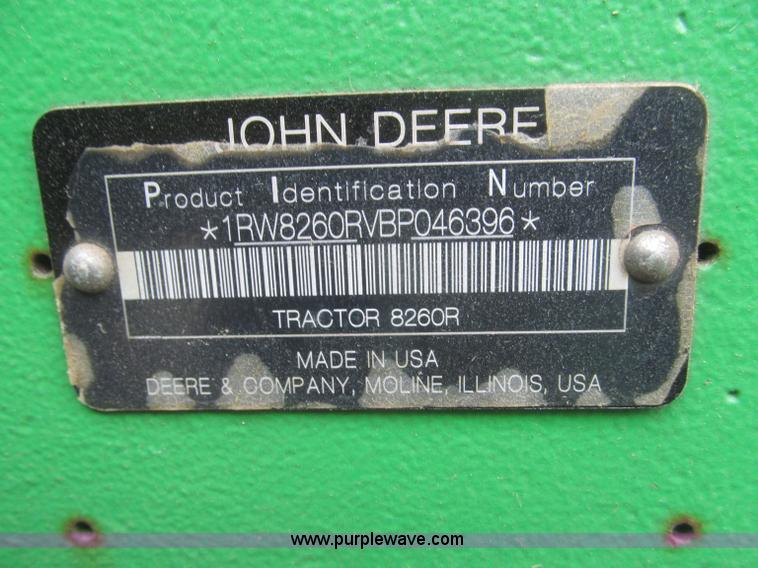 JOHN DEERE
Product Identification Number
*1RW8260RVBP046396*
TRACTOR 8260R
MADE IN USA
DEERE & COMPANY, MOLINE, ILLINOIS, USA
www.purplewave.com